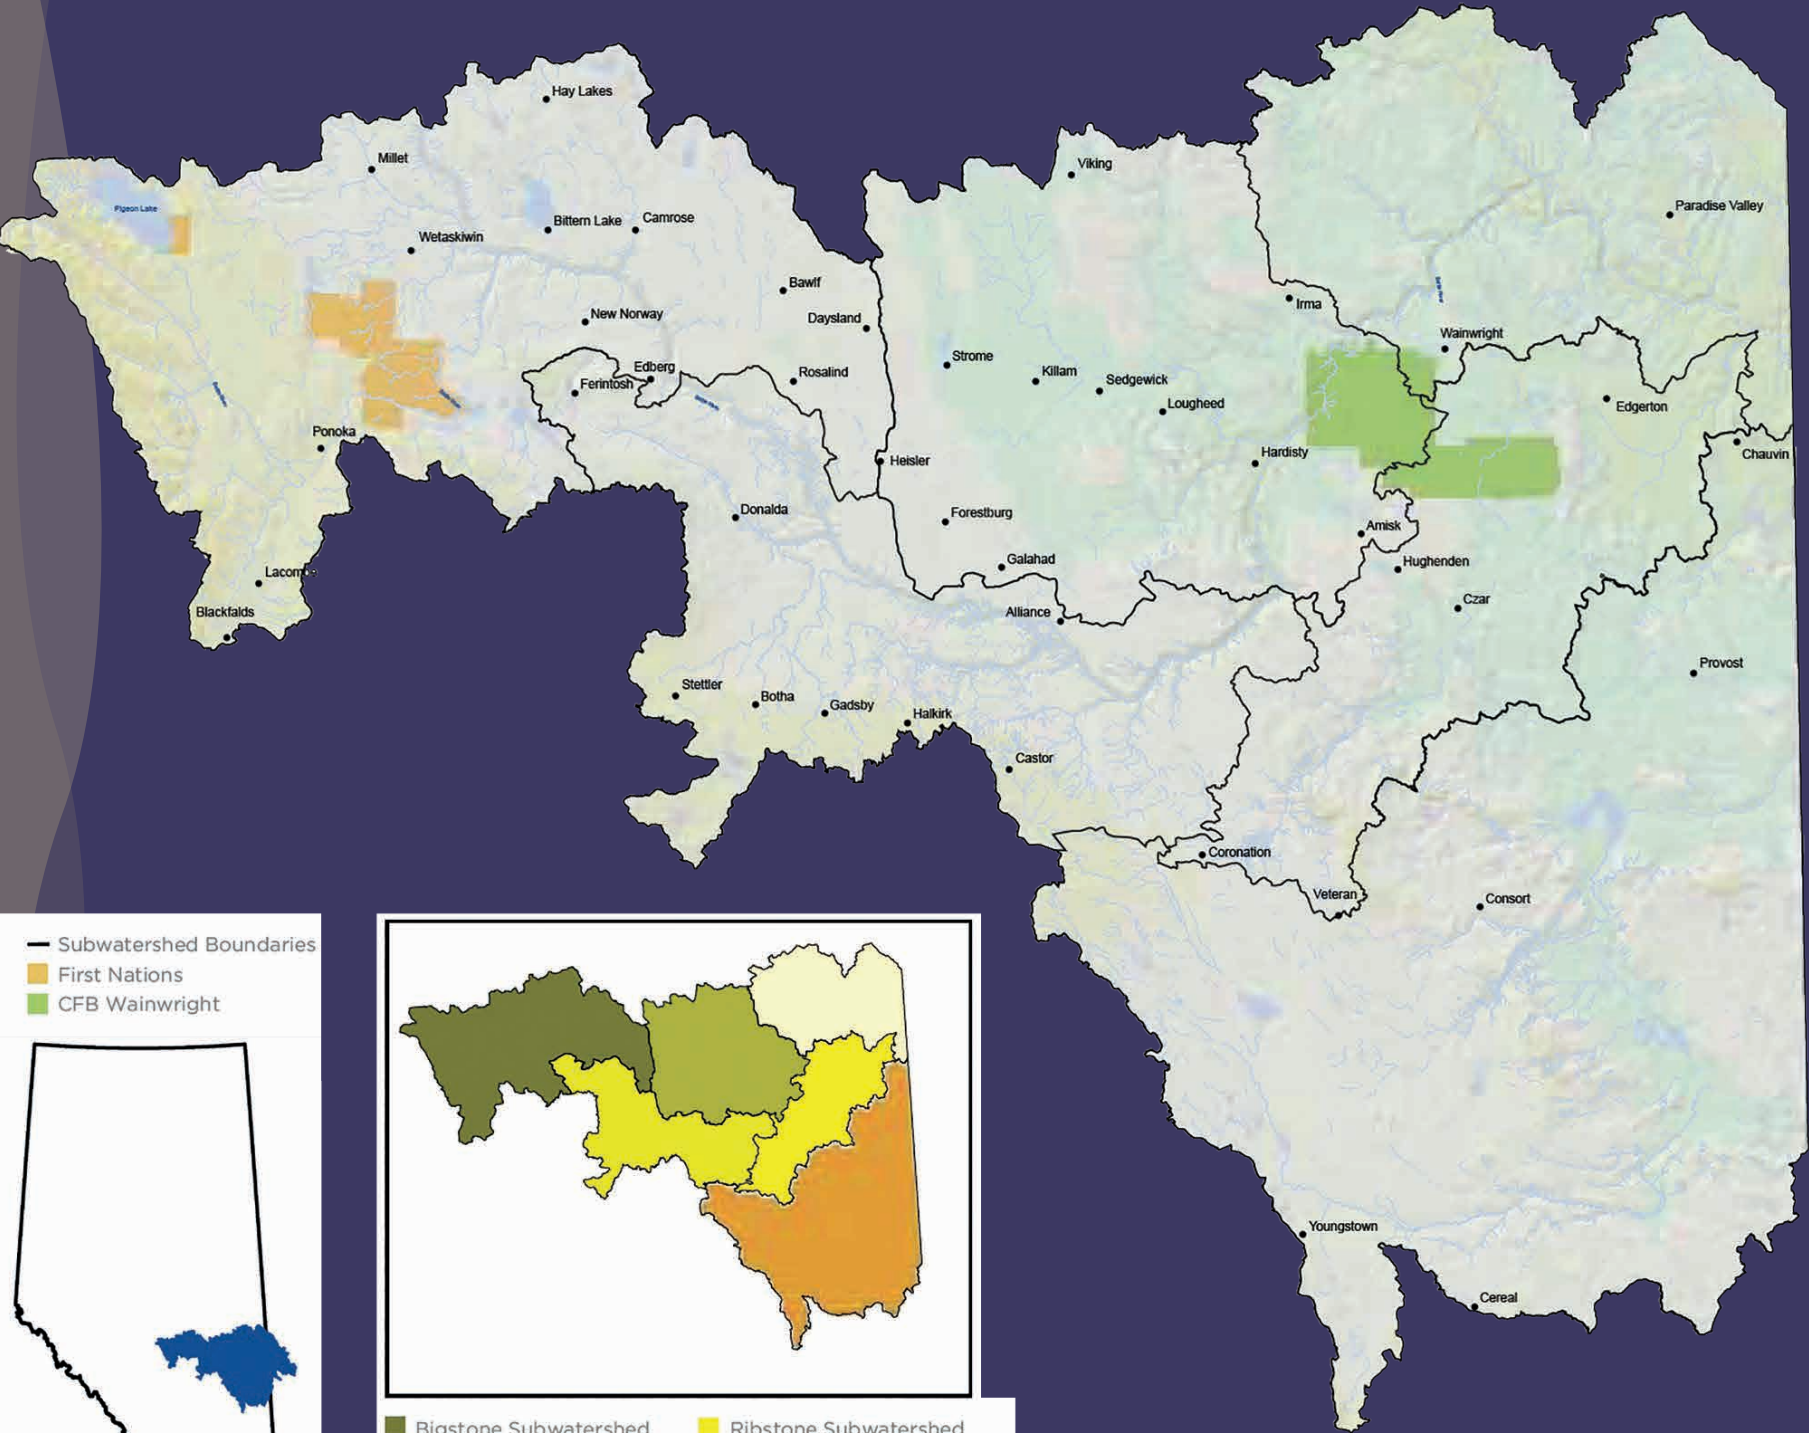 Hay Lakes
Millet
Viking
Pigeon Lake
Paradise Valley
Bittern Lake
Camrose
Wetaskiwin
Bawlf
Irma
New Norway
Daysland
Wainwright
Strome
Edberg
Rosalind
Killam
Sedgewick
Ferintosh
Lougheed
Edgerton
Ponoka
Hardisty
Chauvin
Heisler
Donalda
Forestburg
Amisk
Galahad
Hughenden
Lacom
Czar
Blackfalds
Alliance
Provost
Stettler
Botha
Gadsby
Halkirk
Castor
Coronation
Veteran
Consort
Youngstown
Cereal
Subwatershed Boundaries
First Nations
CFB Wainwright
Bigstone Subwatershed
Ribstone Subwatershed